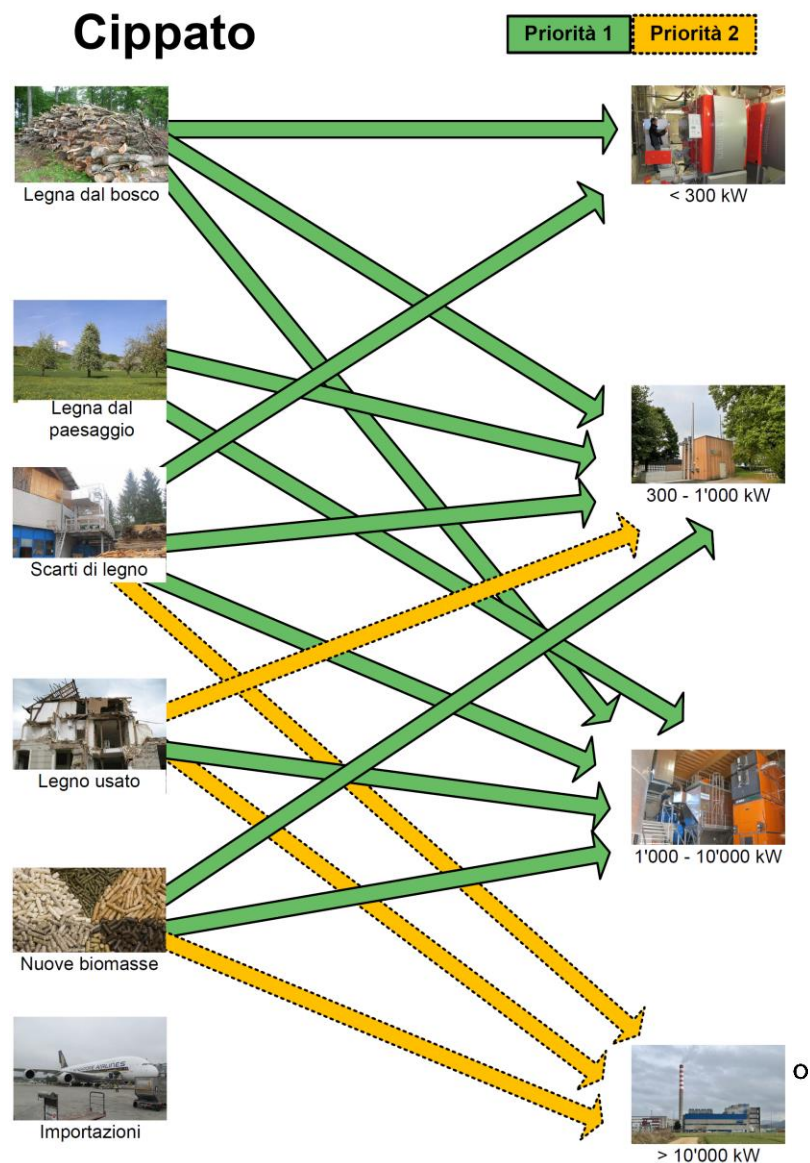 Cippato
Priorità 1
Priorità 2
Legna dal bosco
< 300 kW
Legna dal
paesaggio
300 - 1'000 kW
Scarti di legno
Legno usato
1'000 - 10'000 kW
Nuove biomasse
o
Importazioni
> 10'000 kW